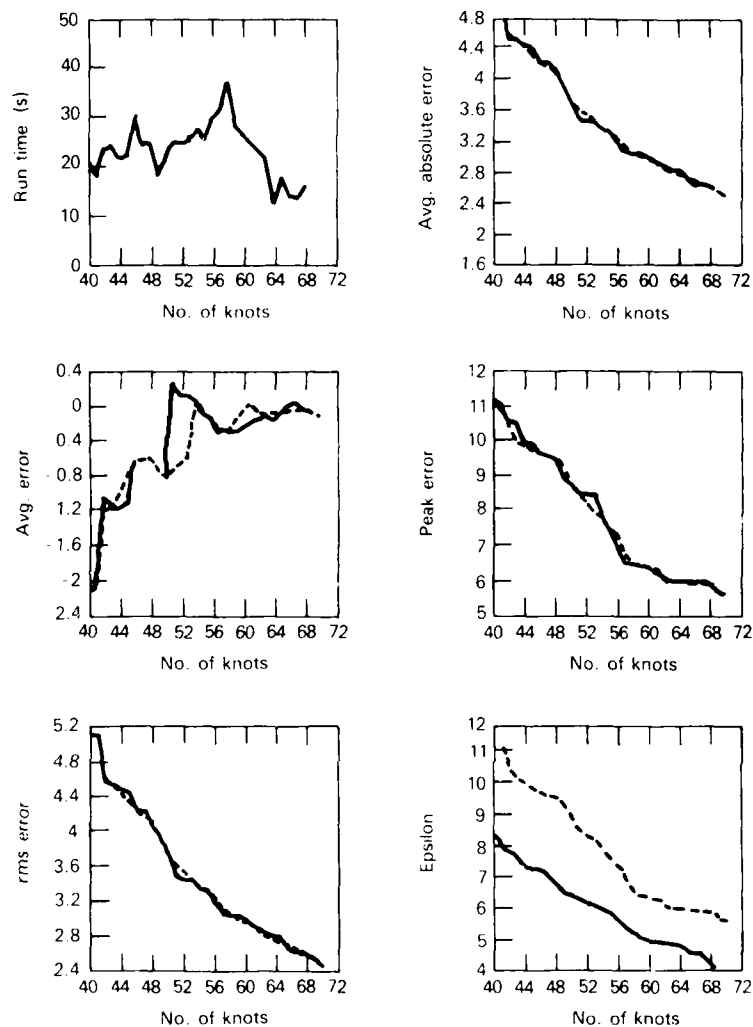 Run time (s)
50
40
30
20
10
0
40 44 48 52 56 60 64 68 72
No. of knots
Avg. absolute error
4.8
4.4
4
3.6
3.2
2.8
2.4
2
1.6
40 44 48 52 56 60 64 68 72
No. of knots
Avg. error
0.4
0
0.4
-0.8
1.2
-1.6
-2
2.4
40 44 48 52 56 60 64 68 72
No. of knots
Peak error
12
11
10
9
8
7
6
5
40 44 48 52 56 60 64 68 72
No. of knots
rms error
5.2
4.8
4.4
4
3.6
3.2
2.8
2.4
40 44 48 52 56 60 64 68 72
No. of knots
Epsilon
12
11
10
9
8
7
6
5
4
40 44 48 52 56 60 64 68 72
No. of knots